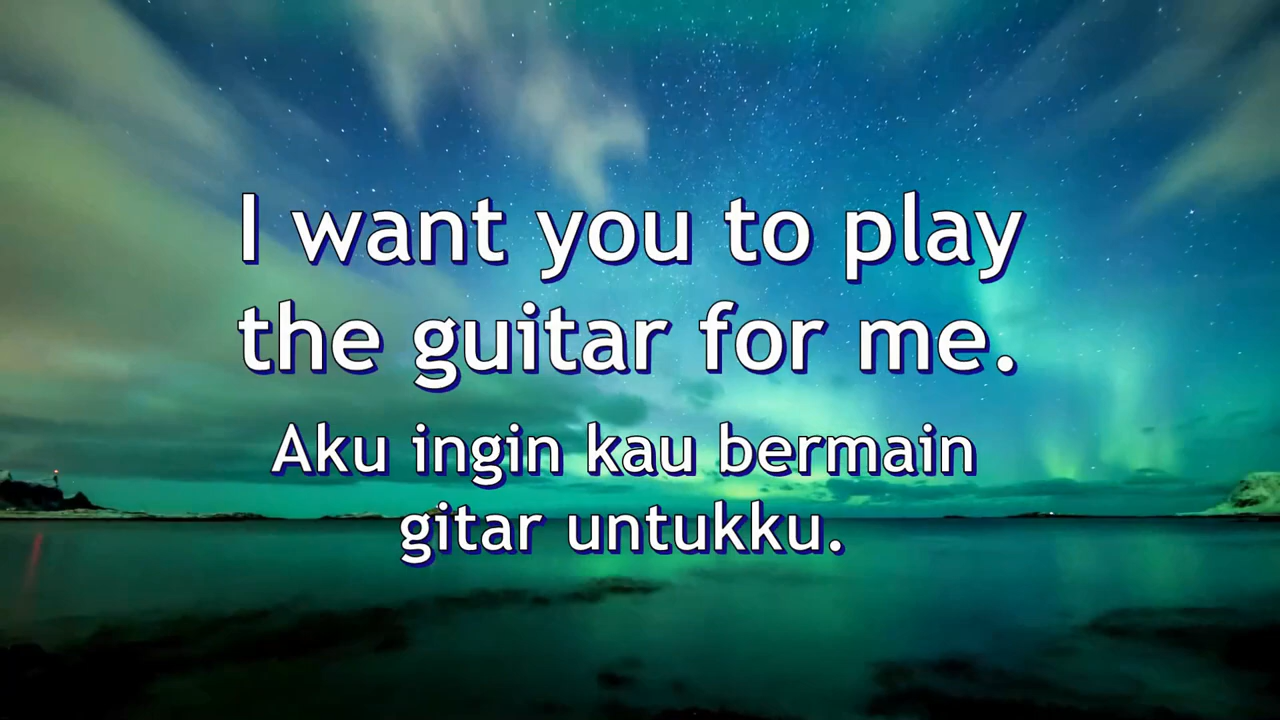 I want you to play
the guitar for me.
Aku ingin kau bermain
gitar untukku.